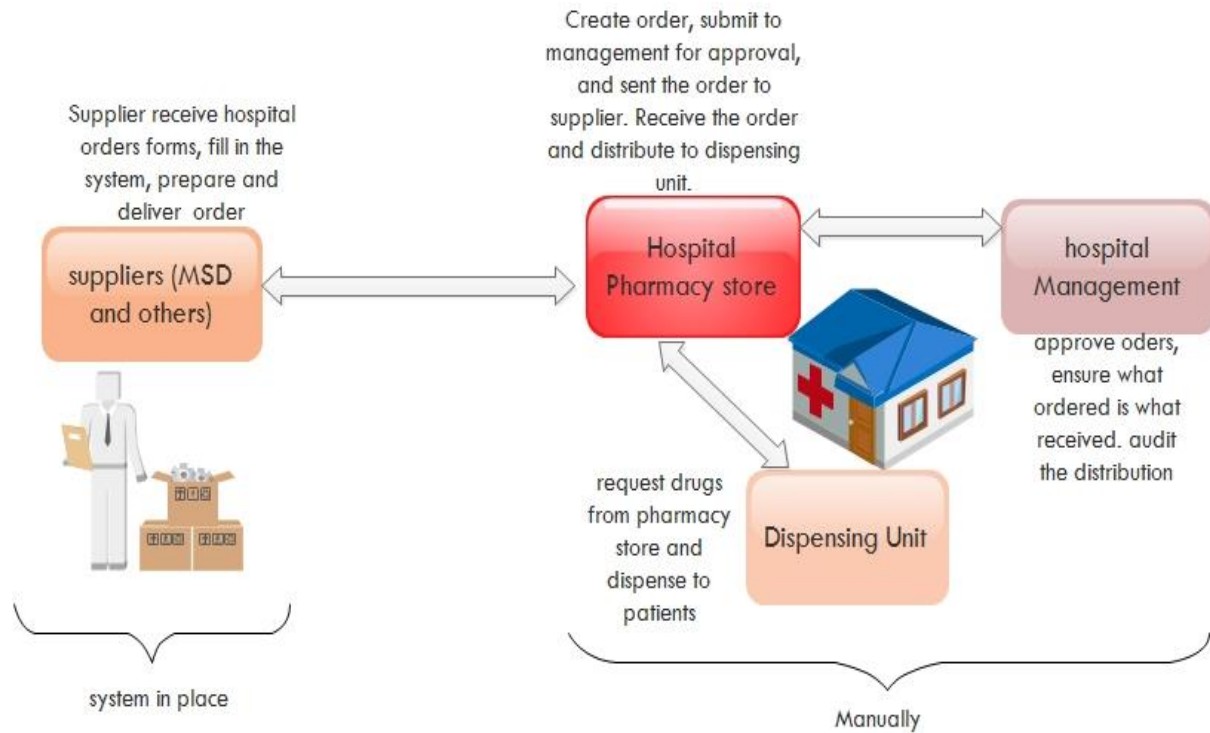 Supplier receive hospital
orders forms, fill in the
system, prepare and
deliver order
suppliers (MSD
and others)
system in place
Create order, submit to
management for approval,
and sent the order to
supplier. Receive the order
and distribute to dispensing
unit.
Hospital
Pharmacy store
hospital
Management
approve oders,
ensure what
ordered is what
received. audit
the distribution
request drugs
from pharmacy
store and
dispense to
patients
Dispensing Unit
Manually